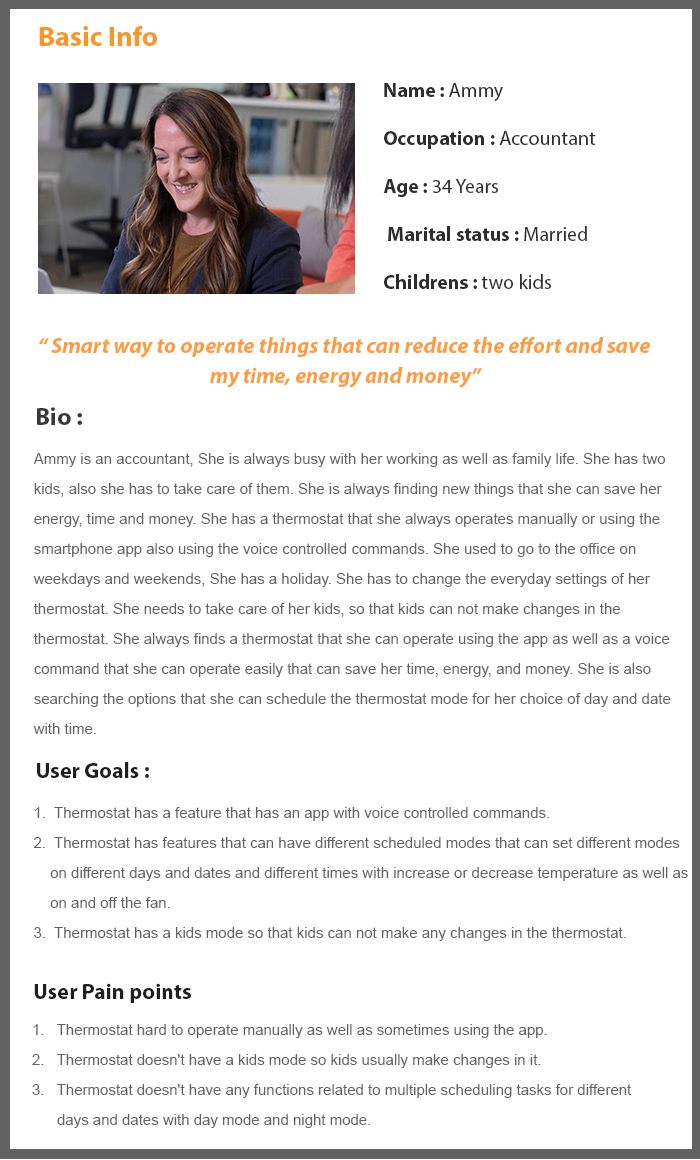 Basic Info
Name : Ammy
Occupation : Accountant
Age : 34 Years
Marital status : Married
Childrens : two kids
“ Smart way to operate things that can reduce the effort and save
my time, energy and money”
Bio :
Ammy is an accountant, She is always busy with her working as well as family life. She has two
kids, also she has to take care of them. She is always finding new things that she can save her
energy, time and money. She has a thermostat that she always operates manually or using the
smartphone app also using the voice controlled commands. She used to go to the office on
weekdays and weekends, She has a holiday. She has to change the everyday settings of her
thermostat. She needs to take care of her kids, so that kids can not make changes in the
thermostat. She always finds a thermostat that she can operate using the app as well as a voice
command that she can operate easily that can save her time, energy, and money. She is also
searching the options that she can schedule the thermostat mode for her choice of day and date
with time.
User Goals :
1. Thermostat has a feature that has an app with voice controlled commands.
2. Thermostat has features that can have different scheduled modes that can set different modes
on different days and dates and different times with increase or decrease temperature as well as
on and off the fan.
3. Thermostat has a kids mode so that kids can not make any changes in the thermostat.
User Pain points
1. Thermostat hard to operate manually as well as sometimes using the app.
2. Thermostat doesn't have a kids mode so kids usually make changes in it.
3. Thermostat doesn't have any functions related to multiple scheduling tasks for different
days and dates with day mode and night mode.